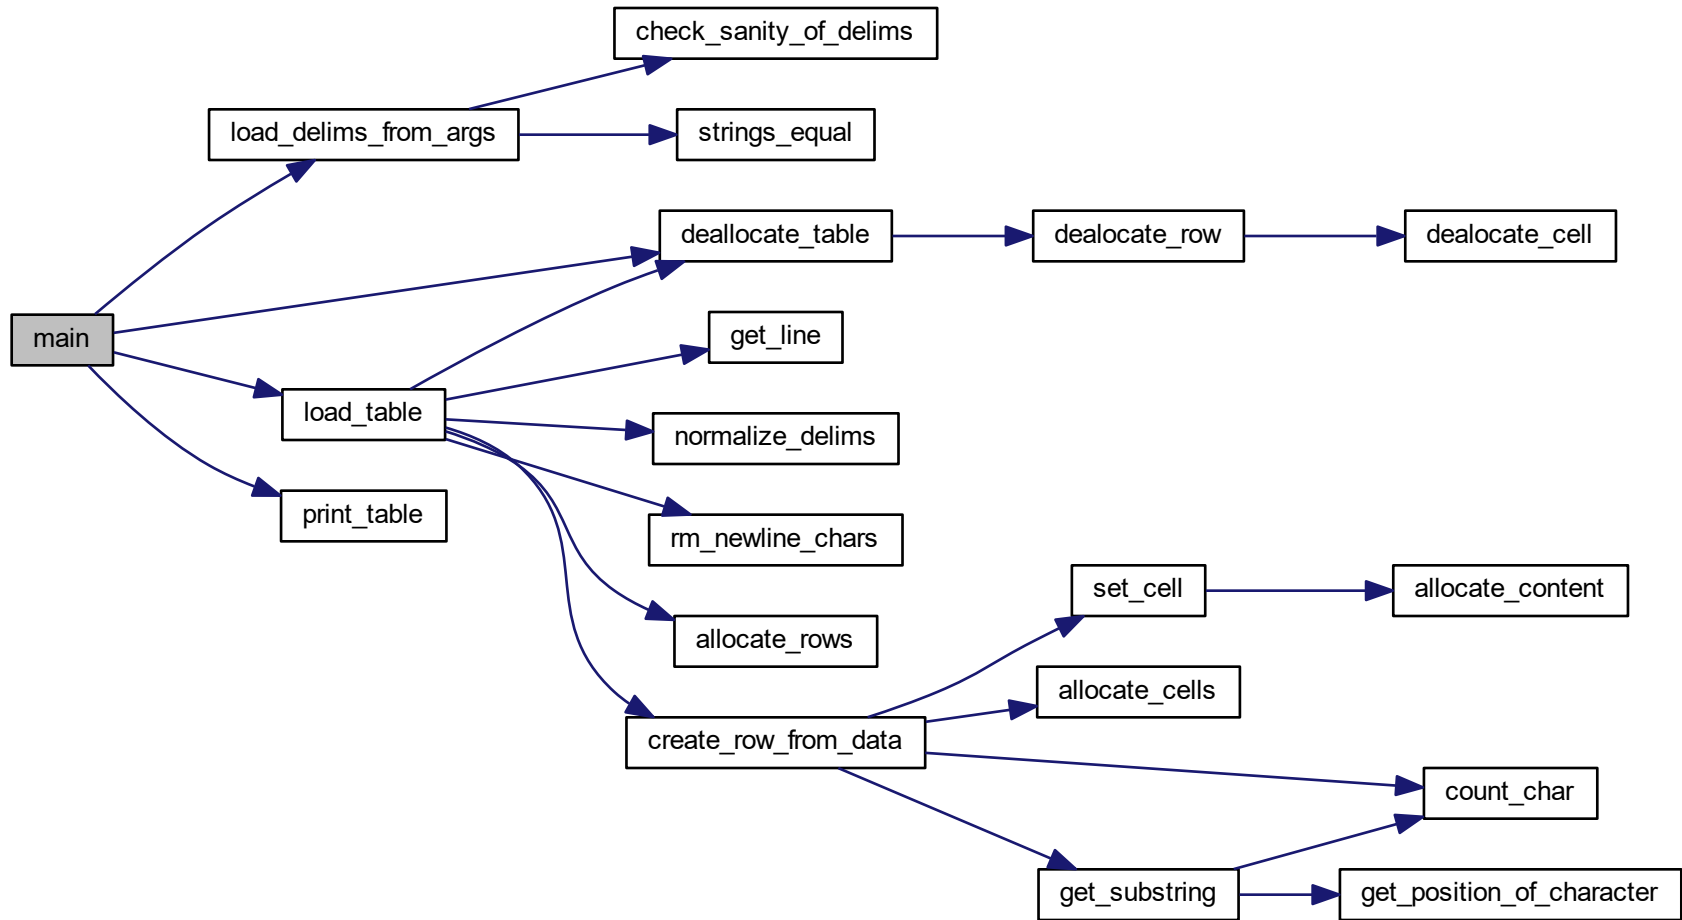 check_sanity_of_delims
load_delims_from_args
strings_equal
deallocate_table
dealocate_row
dealocate_cell
main
get_line
load_table
normalize_delims
print_table
rm_newline_chars
set_cell
allocate_content
allocate_rows
allocate_cells
create_row_from_data
count_char
get_substring
get_position_of_character